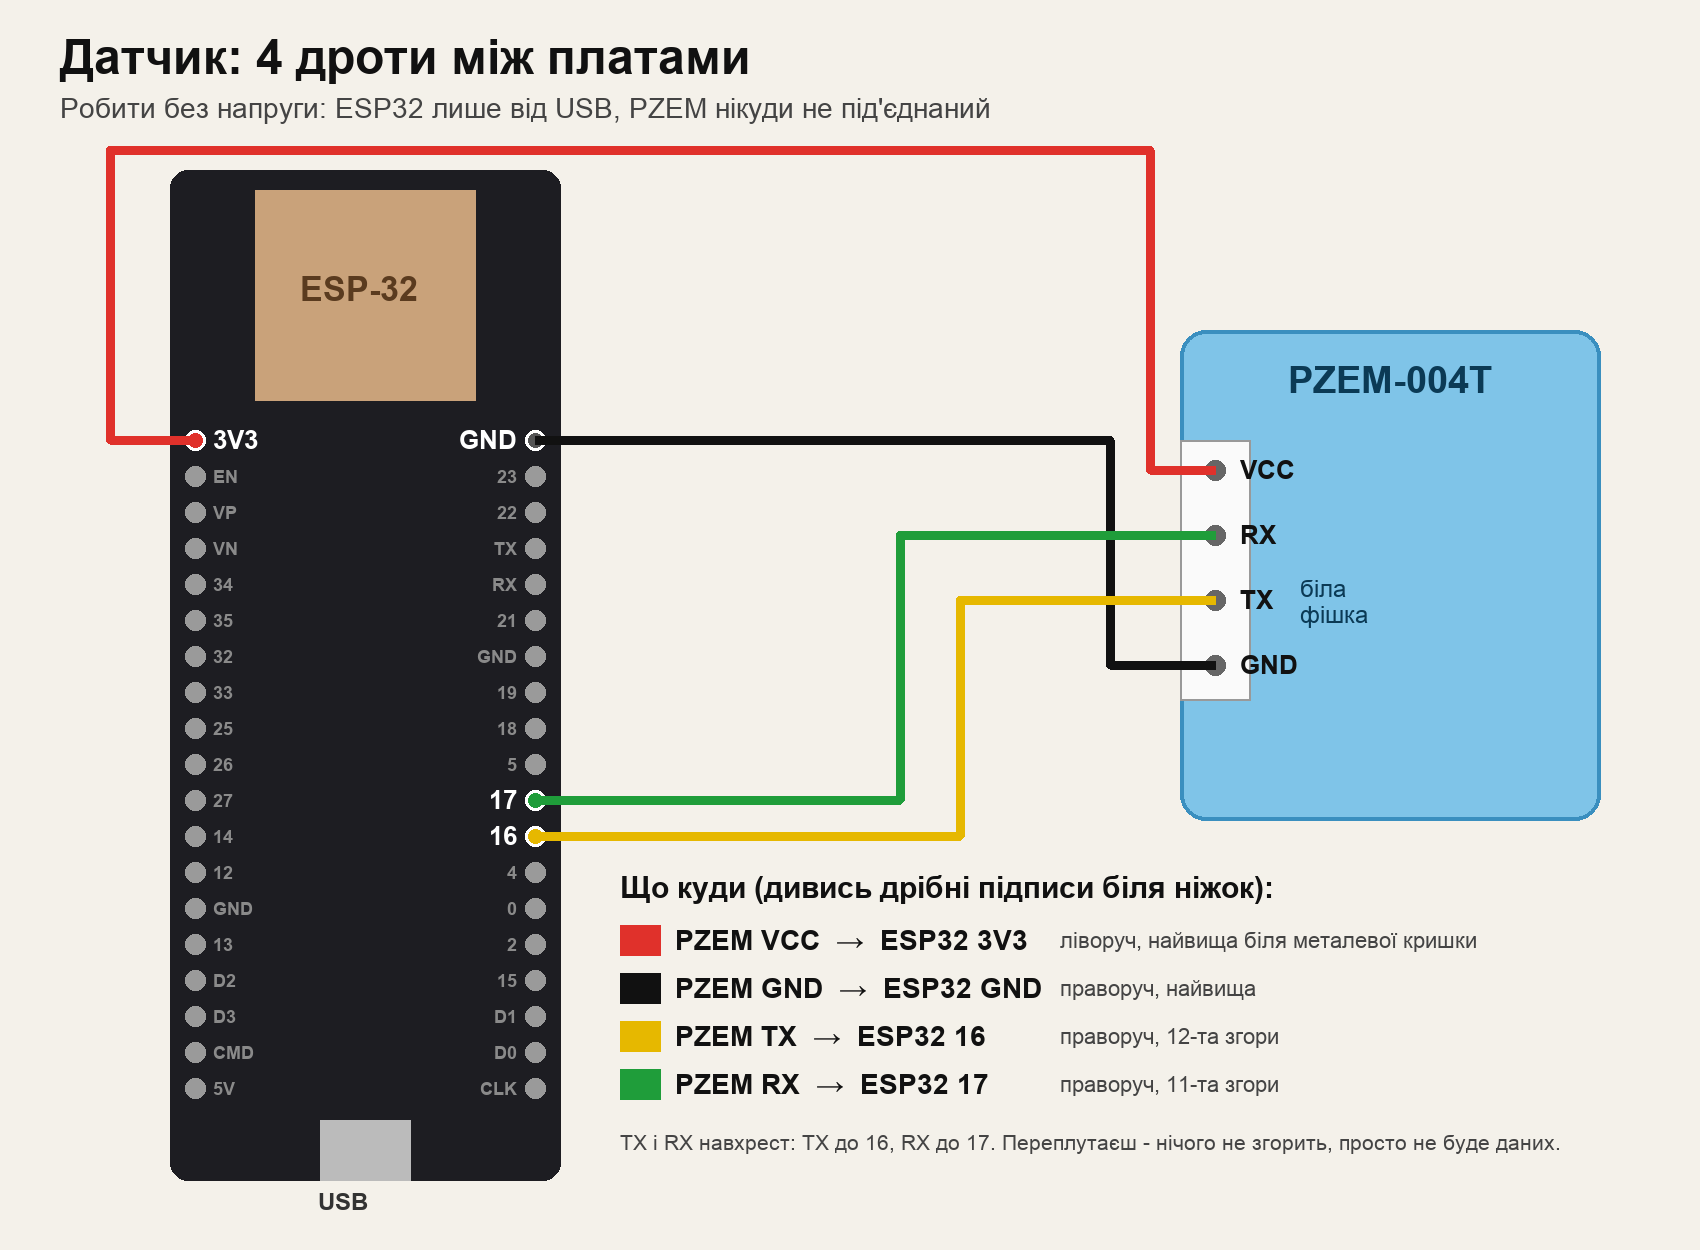 Датчик: 4 дроти між платами
Робити без напруги: ESP32 лише від USB, PZEM нікуди не під'єднаний
ESP-32
PZEM-004T
3V3 GND
EN 23
VP 22
VN TX
34 RX
35 21
32 GND
33 19
25 18
26 5
27 17
14 16
12 4
GND 0
13 2
D2 15
D3 D1
CMD D0
5V CLK
USB
VCC
RX
TX
GND
біла
фішка
Що куди (дивись дрібні підписи біля ніжок):
PZEM VCC → ESP32 3V3 ліворуч, найвища біля металевої кришки
PZEM GND → ESP32 GND праворуч, найвища
PZEM TX → ESP32 16 праворуч, 12-та згори
PZEM RX → ESP32 17 праворуч, 11-та згори
TX і RX навхрест: TX до 16, RX до 17. Переплутаєш - нічого не згорить, просто не буде даних.